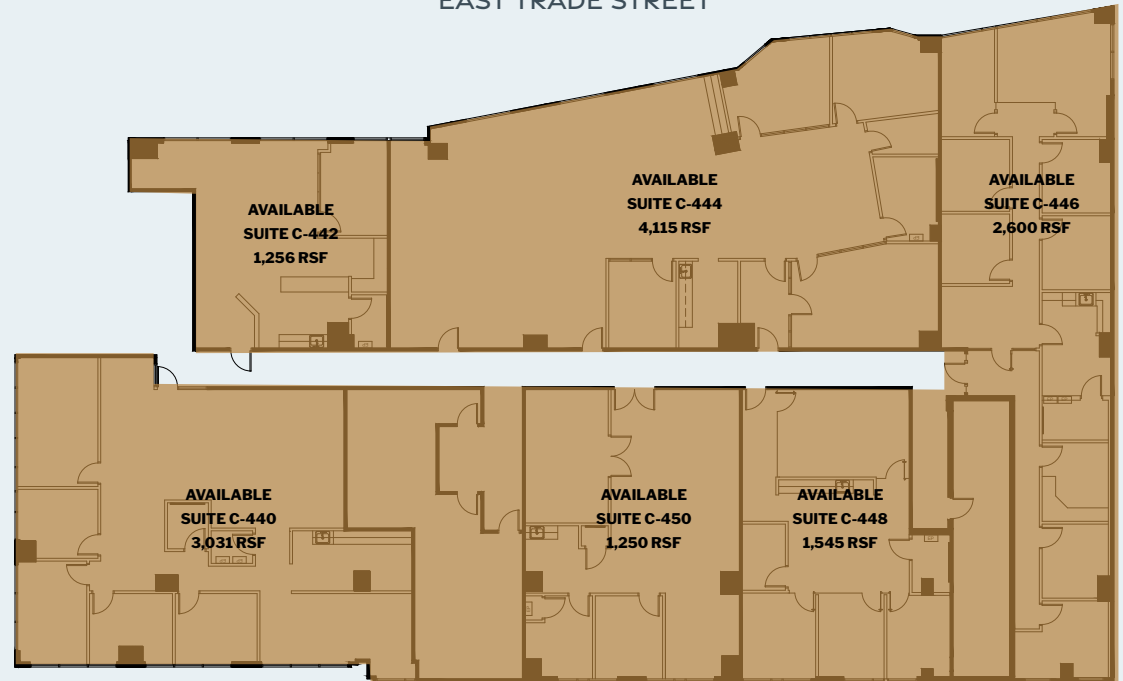 EAST TRADE STREET
AVAILABLE
SUITE C-442
1,256 RSF
AVAILABLE
SUITE C-444
4,115 RSF
AVAILABLE
SUITE C-446
2,600 RSF
AVAILABLE
SUITE C-440
3,031 RSF
AVAILABLE
SUITE C-450
1,250 RSF
AVAILABLE
SUITE C-448
1,545 RSF